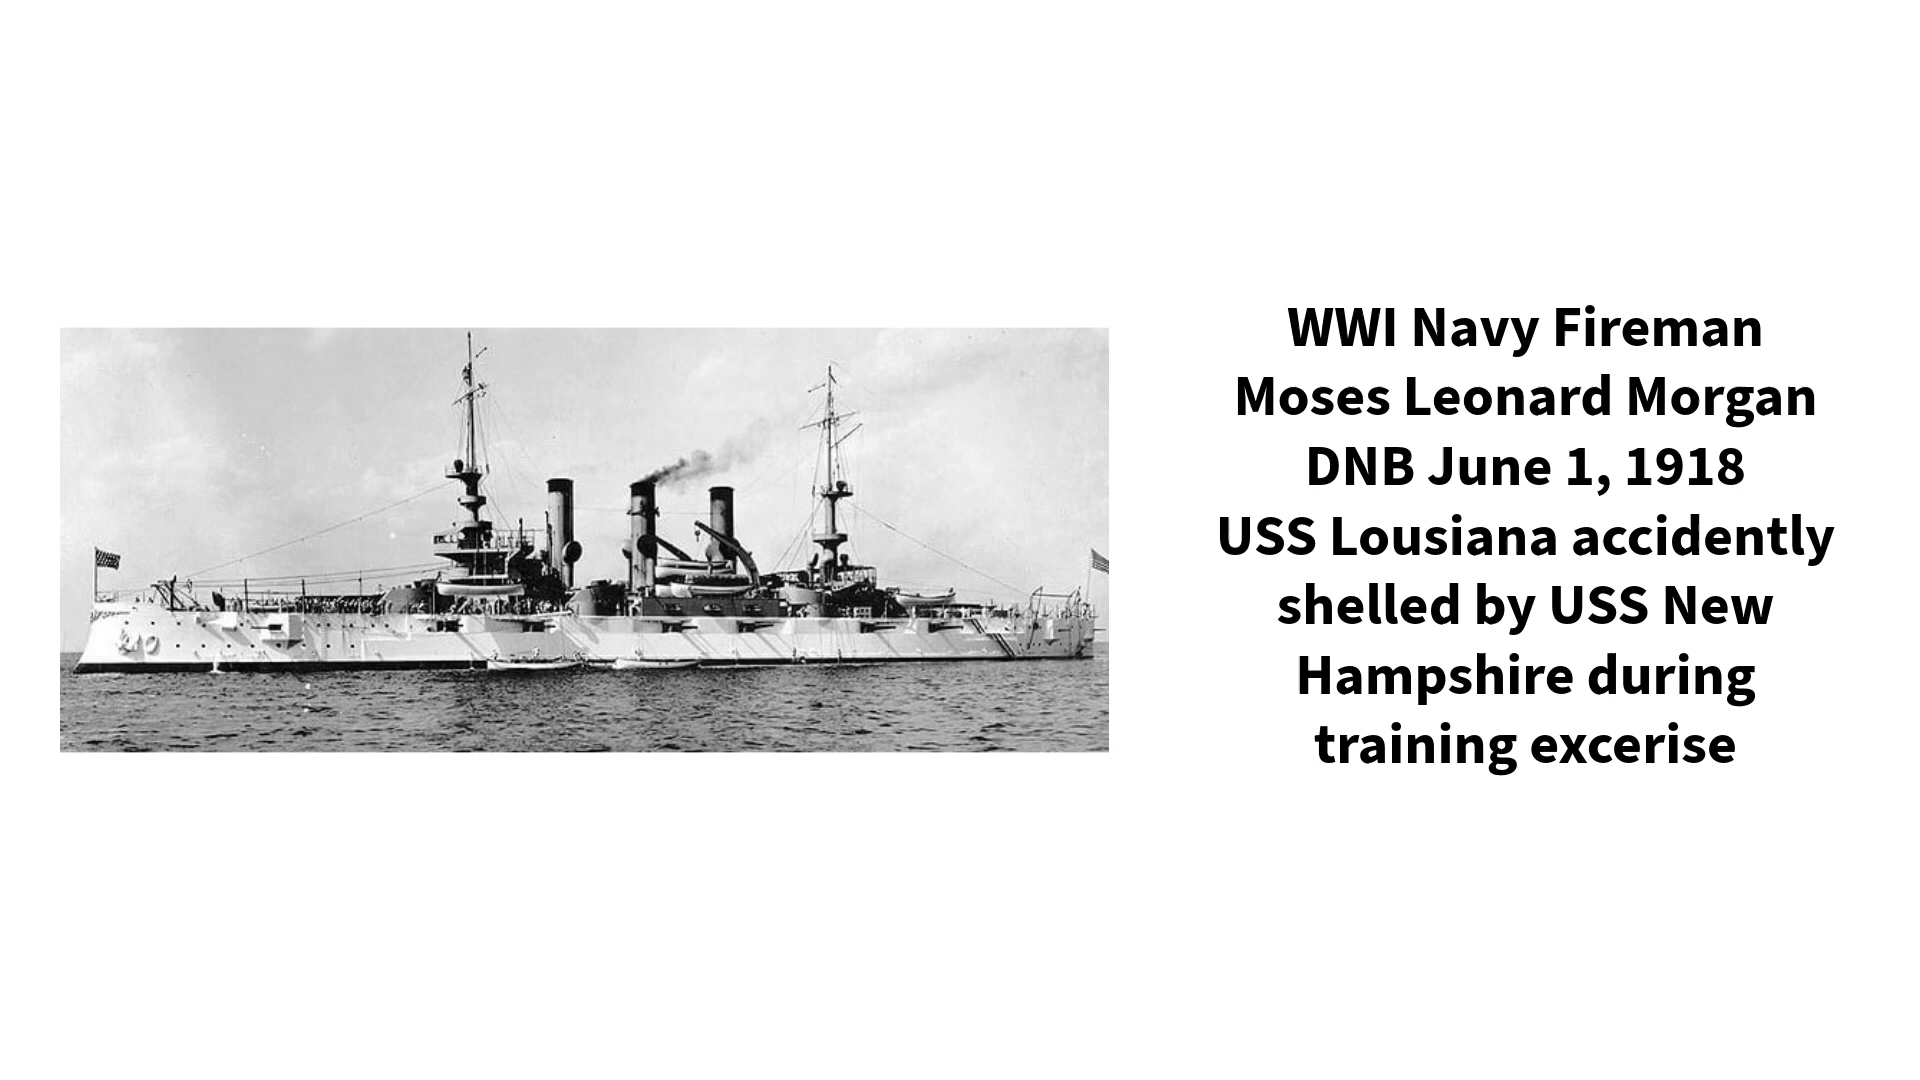 WWI Navy Fireman
Moses Leonard Morgan
DNB June 1, 1918
USS Lousiana accidently
shelled by USS New
Hampshire during
training excerise